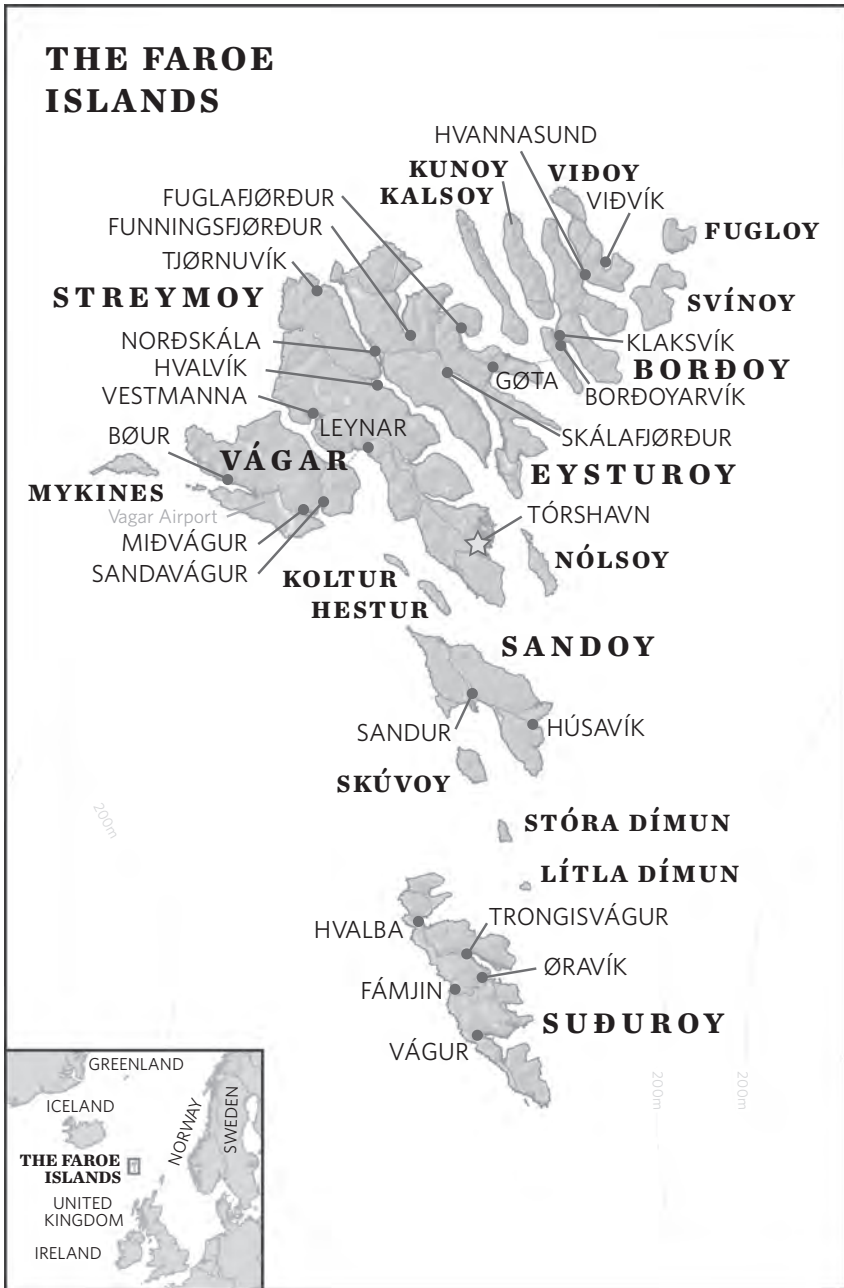 THE FAROE
ISLANDS
HVANNASUND
KUNOY
VIÐOY
KALSOY
VIÐVÍK
FUGLAFJØRÐUR
FUNNINGSFJØRÐUR
FUGLOY
TJØRNUVÍK
STREYMOY
SVÍNOY
NORÐSKÁLA
KLAKSVÍK
HVALVÍK
GØTA
BORÐOY
VESTMANNA
BORÐOYARVÍK
LEYNAR
BØUR
SKÁLAFJØRÐUR
VÁGAR
EYSTUROY
MYKINES
Vagar Airport
TÓRSHAVN
MIÐVÁGUR
SANDAVÁGUR
NÓLSOY
KOLTUR
HESTUR
SANDOY
SANDUR
HÚSAVÍK
SKÚVOY
200m
STÓRA DÍMUN
LÍTLA DÍMUN
TRONGISVÁGUR
HVALBA
ØRAVÍK
FÁMJIN
SUÐUROY
VÁGUR
200m
200m
GREENLAND
ICELAND
NORWAY
SWEDEN
THE FAROE
ISLANDS
UNITED
KINGDOM
IRELAND